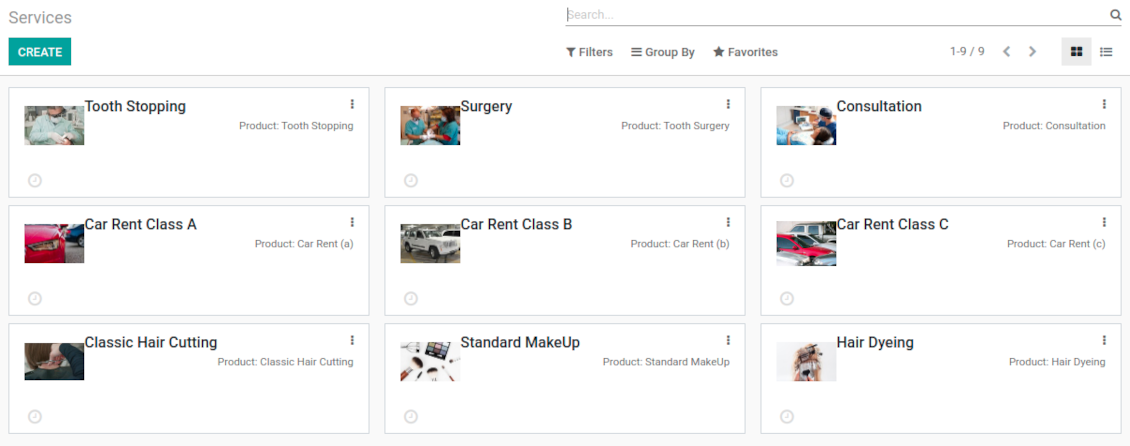 Services
Search...
CREATE
Filters Group By Favorites 1-9 / 9
Tooth Stopping
Product: Tooth Stopping
Surgery
Product: Tooth Surgery
Consultation
Product: Consultation
Car Rent Class A
Product: Car Rent (a)
Car Rent Class B
Product: Car Rent (b)
Car Rent Class C
Product: Car Rent (c)
Classic Hair Cutting
Product: Classic Hair Cutting
Standard MakeUp
Product: Standard MakeUp
Hair Dyeing
Product: Hair Dyeing